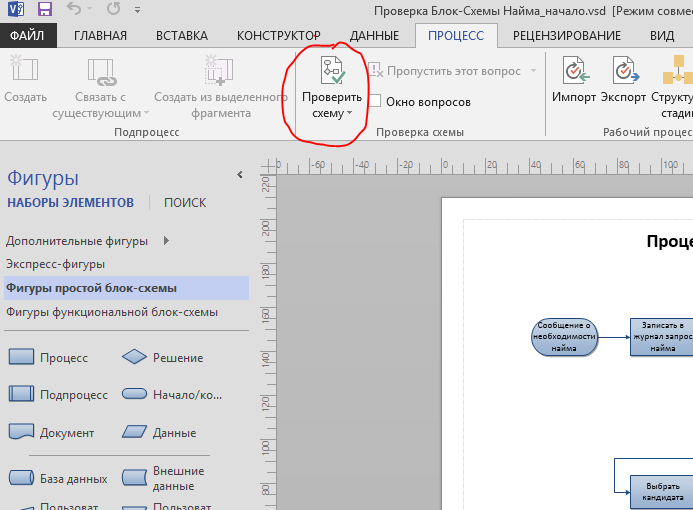 Проверка Блок-Схемы Найма_начало.vsd [Режим совме
ФАЙЛ ГЛАВНАЯ ВСТАВКА КОНСТРУКТОР ДАННЫЕ ПРОЦЕСС РЕЦЕНЗИРОВАНИЕ ВИД
Создать
Связать с
существующим
Создать из выделенного
фрагмента
Подпроцесс
Проверить
схему
Пропустить этот вопрос
Окно вопросов
Проверка схемы
Импорт
Экспорт
Структу
стади
Рабочий процес
Фигуры
НАБОРЫ ЭЛЕМЕНТОВ ПОИСК
Дополнительные фигуры
Экспресс-фигуры
Фигуры простой блок-схемы
Фигуры функциональной блок-схемы
Процесс
Решение
Подпроцесс
Начало/ко...
Документ
Данные
База данных
Внешние
данные
Пользоват
Пользоват
-60 -40 -20 0 20 40 60 80 100
220
200
180
160
140
120
100
80
Проце
Сообщение о
необходимости
найма
Записать в
журнал запрос
найма
Выбрать
кандидата